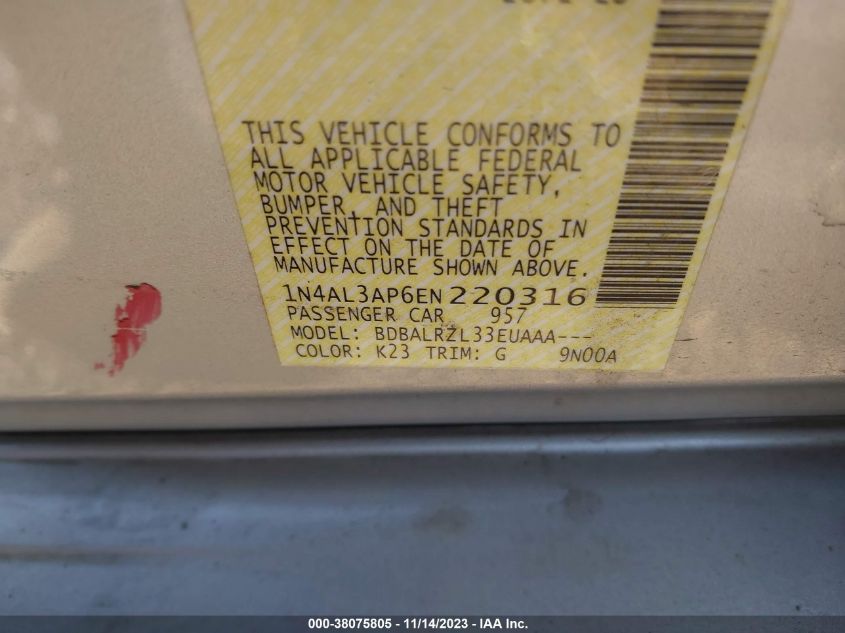 THIS VEHICLE CONFORMS TO
ALL APPLICABLE FEDERAL
MOTOR VEHICLE SAFETY,
BUMPER, AND THEFT
PREVENTION STANDARDS IN
EFFECT ON THE DATE OF
MANUFACTURE SHOWN ABOVE.
1N4AL3AP6EN220316
PASSENGER CAR 957
MODEL: BDBALRZL33EUAAA---
COLOR: K23 TRIM: G 9N00A
000-38075805 - 11/14/2023 - IAA Inc.